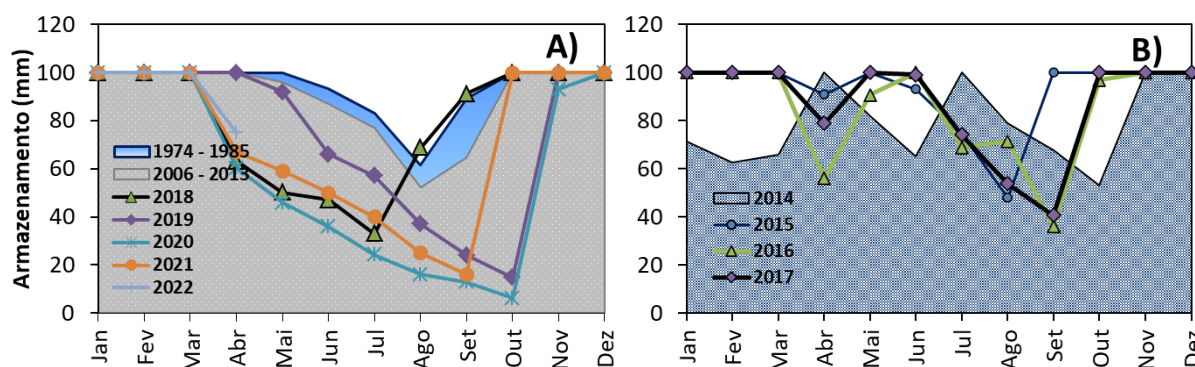 Armazenamento (mm)
120
100
80
60
40
20
0
A)
1974 - 1985
2006 - 2013
2018
2019
2020
2021
2022
Jan
Fev
Mar
Abr
Mai
Jun
Jul
Ago
Set
Out
Nov
Dez
120
100
80
60
40
20
0
B)
2014
2015
2016
2017
Jan
Fev
Mar
Abr
Mai
Jun
Jul
Ago
Set
Out
Nov
Dez